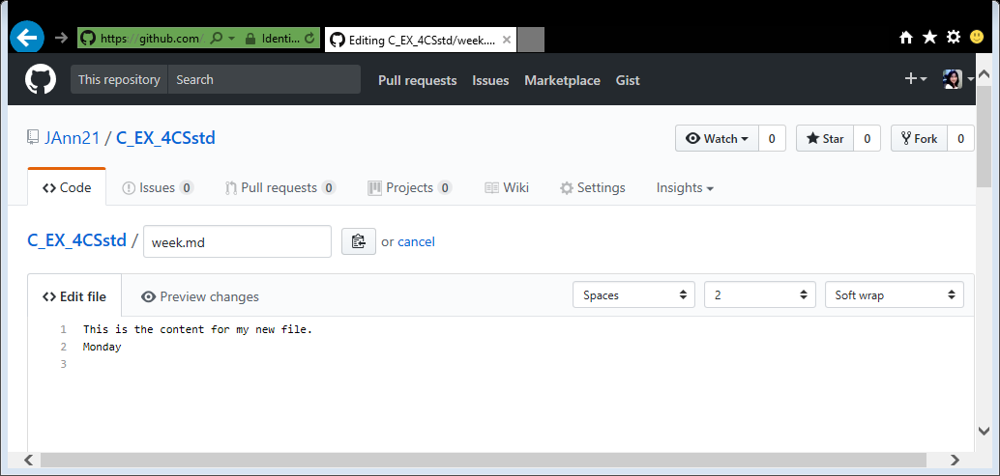 https://github.com/ Identi... Editing C_EX_4CSstd/week....
This repository Search Pull requests Issues Marketplace Gist
JAnn21 / C_EX_4CSstd Watch 0 Star 0 Fork 0
Code Issues 0 Pull requests 0 Projects 0 Wiki Settings Insights
C_EX_4CSstd / week.md or cancel
Edit file Preview changes Spaces 2 Soft wrap
1 This is the content for my new file.
2 Monday
3